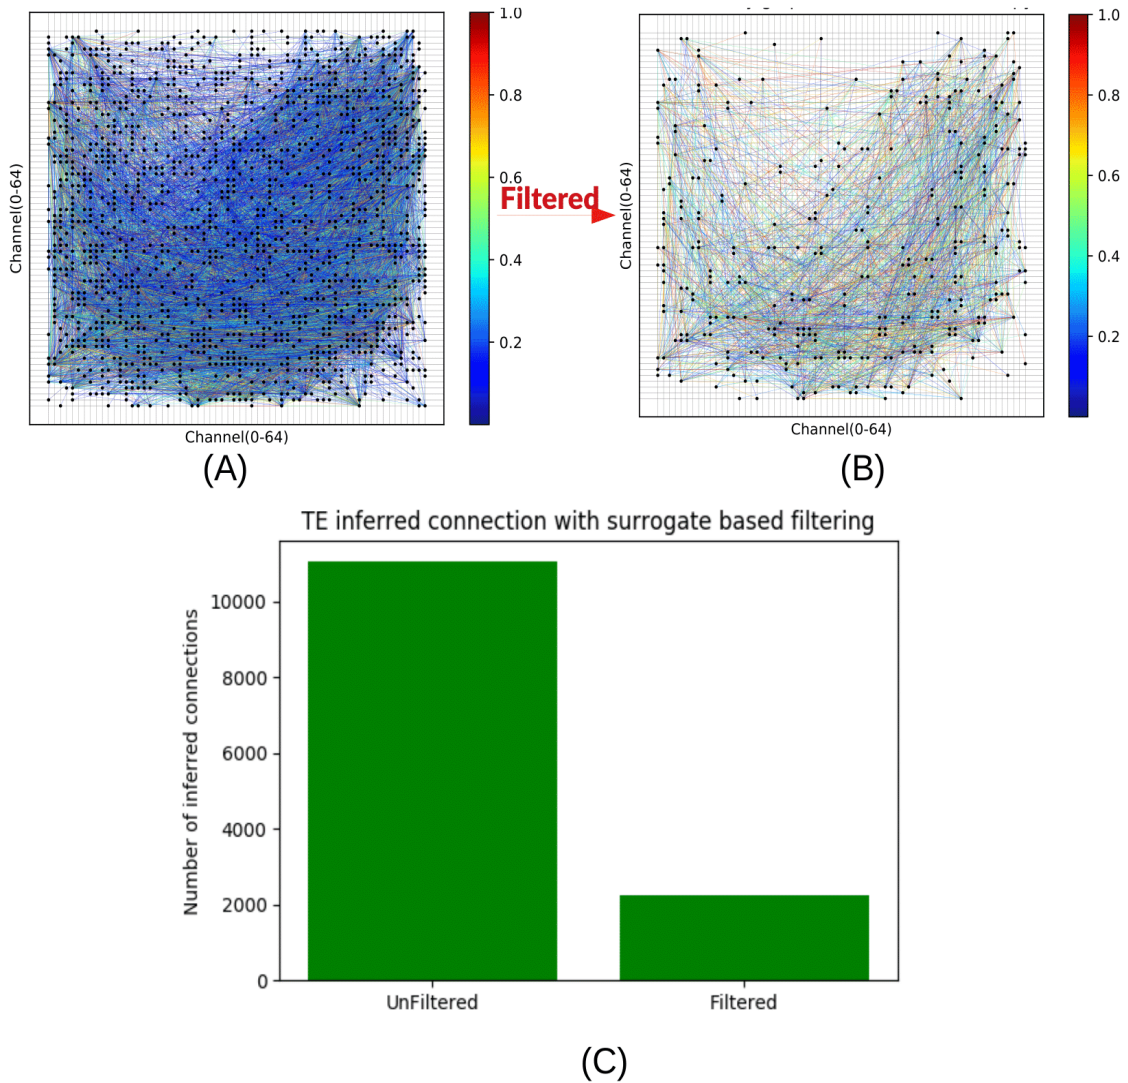 1.0
0.8
0.6
0.4
0.2
Channel(0-64)
Channel(0-64)
(A)
Filtered
1.0
0.8
0.6
0.4
0.2
Channel(0-64)
Channel(0-64)
(B)
TE inferred connection with surrogate based filtering
Number of inferred connections
10000
8000
6000
4000
2000
0
UnFiltered
Filtered
(C)